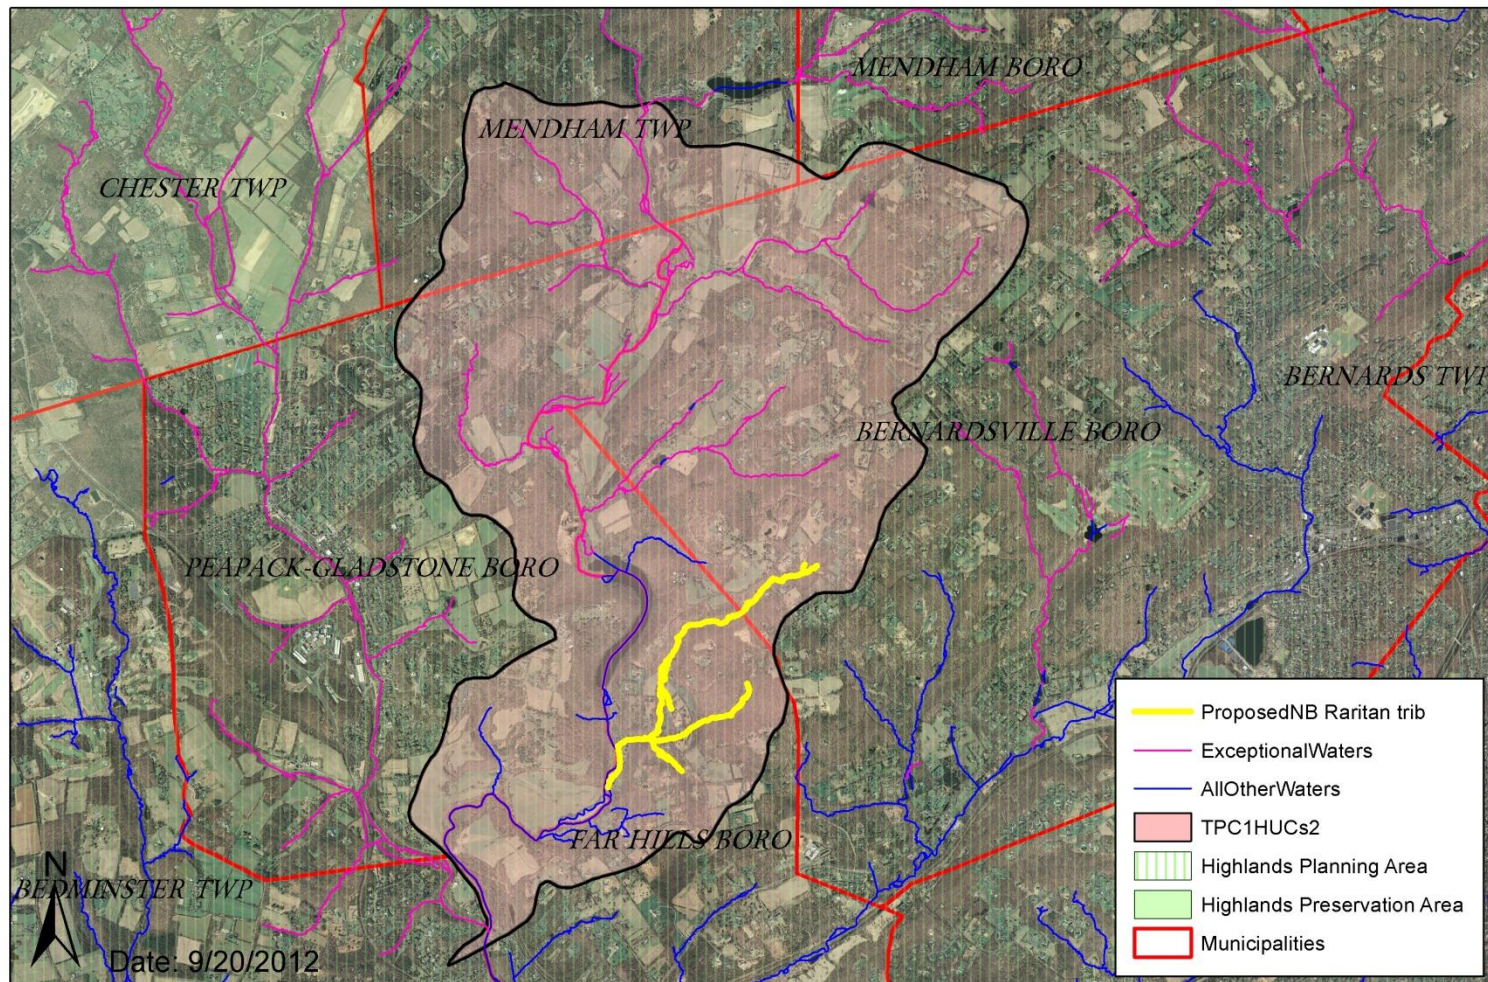 MENDHAM BORO
MENDHAM TWP
CHESTER TWP
BERNARDS TWP
BERNARDSVILLE BORO
PEAPACK-GLADSTONE BORO
FAR HILLS BORO
BEDMINSTER TWP
N
Date: 9/20/2012
ProposedNB Raritan trib
ExceptionalWaters
AllOtherWaters
TPC1HUCs2
Highlands Planning Area
Highlands Preservation Area
Municipalities